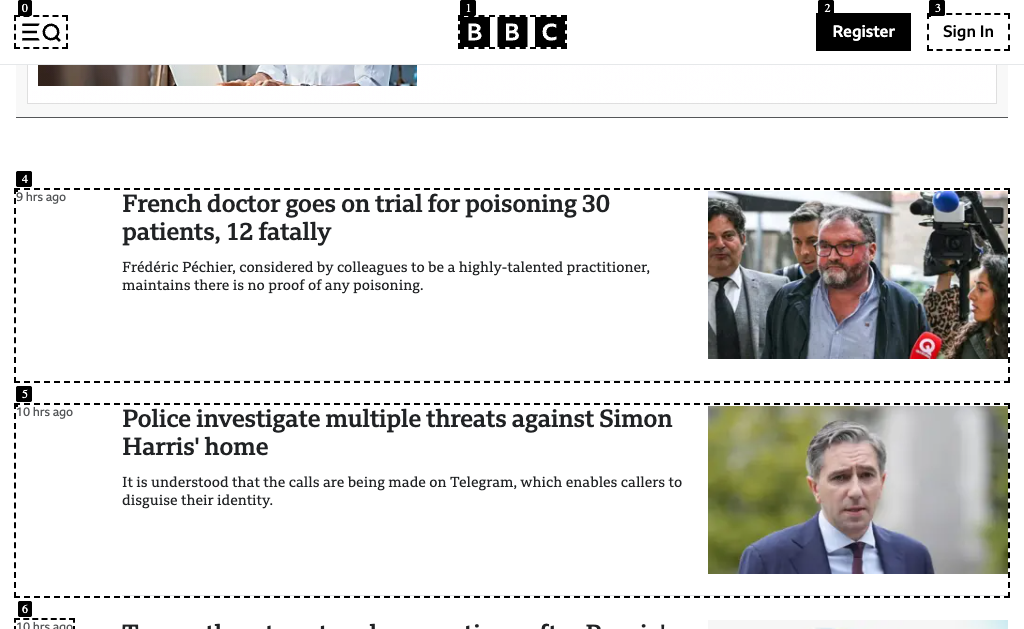 0
1
2
3
BBC
Register
Sign In
4
9 hrs ago
French doctor goes on trial for poisoning 30
patients, 12 fatally
Frédéric Péchier, considered by colleagues to be a highly-talented practitioner,
maintains there is no proof of any poisoning.
5
10 hrs ago
Police investigate multiple threats against Simon
Harris' home
It is understood that the calls are being made on Telegram, which enables callers to
disguise their identity.
6
10 hrs ago